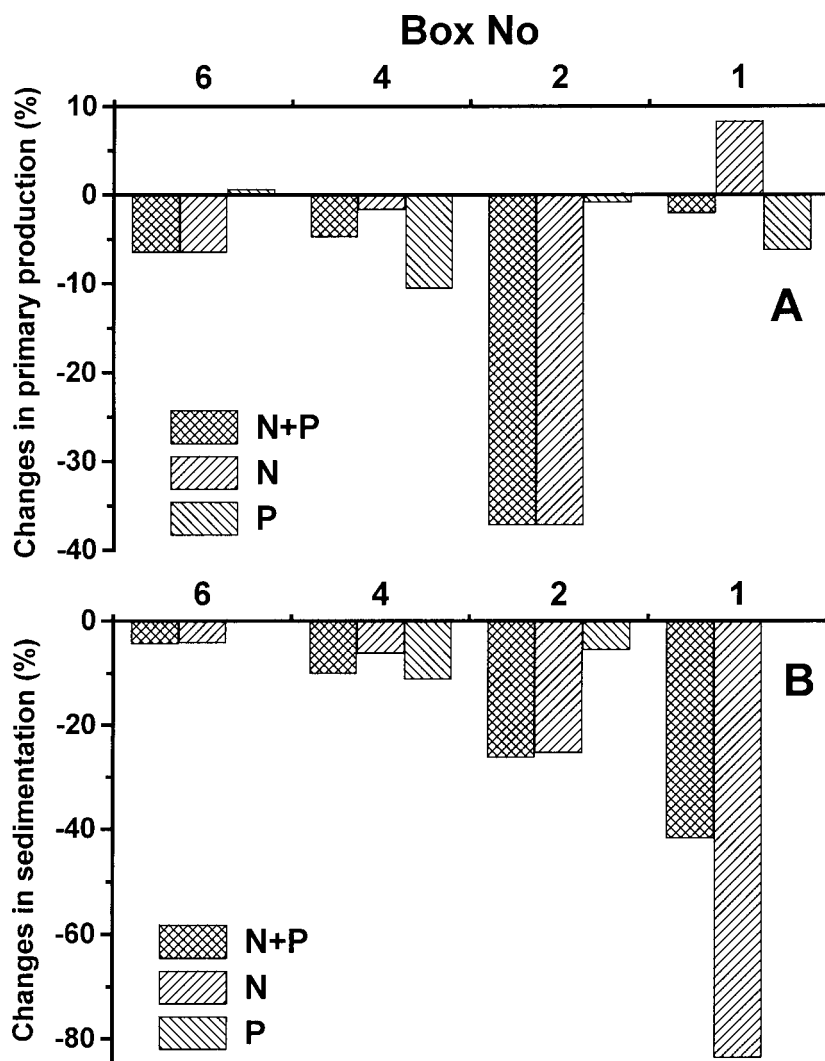 Box No
6 4 2 1
Changes in primary production (%)
10
0
-10
-20
-30
-40
A
N+P
N
P
6 4 2 1
Changes in sedimentation (%)
0
-20
-40
-60
-80
B
N+P
N
P